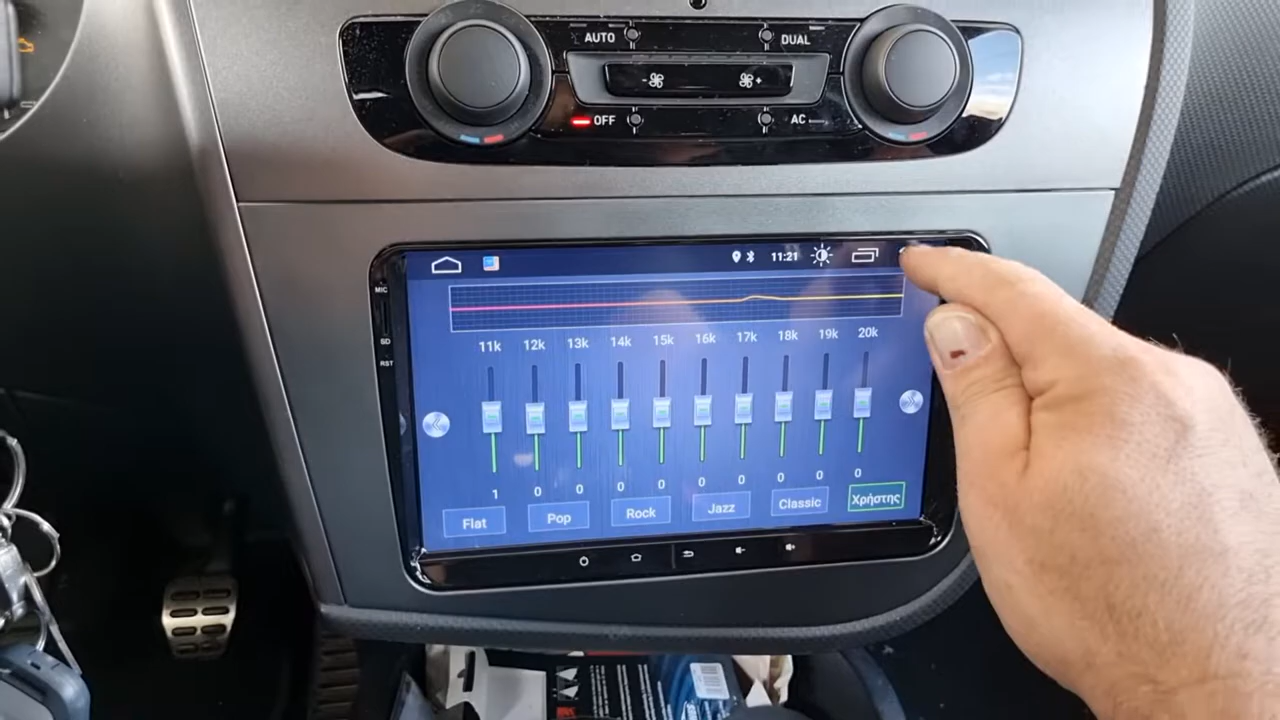 AUTO
DUAL
- +
OFF
AC
MIC
SD
RST
11:21
11k 12k 13k 14k 15k 16k 17k 18k 19k 20k
1 0 0 0 0 0 0 0 0 0
Flat Pop Rock Jazz Classic Χρήστης